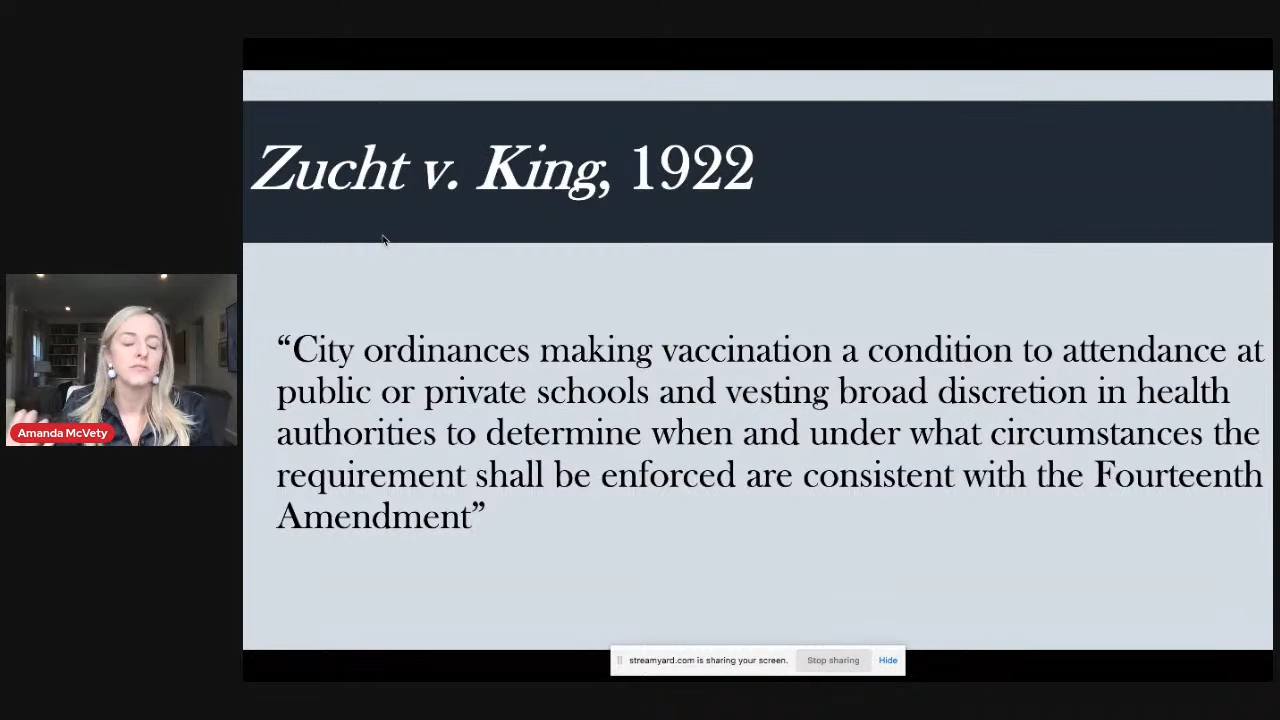 Zucht v. King, 1922
“City ordinances making vaccination a condition to attendance at
public or private schools and vesting broad discretion in health
authorities to determine when and under what circumstances the
requirement shall be enforced are consistent with the Fourteenth
Amendment”
Amanda McVety
streamyard.com is sharing your screen. Stop sharing Hide